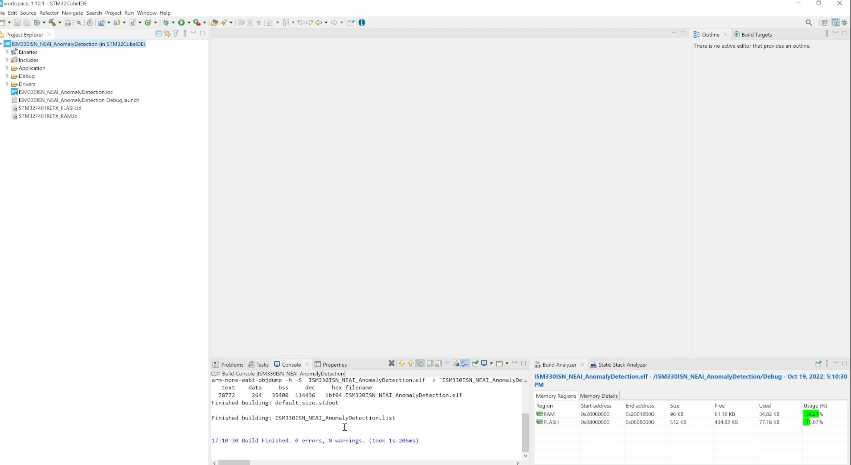 workspace_1.10.1 - STM32CubeIDE
File Edit Source Refactor Navigate Search Project Run Window Help
Project Explorer
ISM330ISN_NEAI_AnomalyDetection (in STM32CubeIDE)
Binaries
Includes
Application
Debug
Drivers
ISM330ISN_NEAI_AnomalyDetection.ioc
ISM330ISN_NEAI_AnomalyDetection Debug.launch
STM32F401RETX_FLASH.ld
STM32F401RETX_RAM.ld
Outline Build Targets
There is no active editor that provides an outline.
Problems Tasks Console Properties
CDT Build Console [ISM330ISN_NEAI_AnomalyDetection]
arm-none-eabi-objdump -h -S ISM330ISN_NEAI_AnomalyDetection.elf > "ISM330ISN_NEAI_AnomalyDe
text data bss dec hex filename
78772 264 35400 114436 1bf04 ISM330ISN_NEAI_AnomalyDetection.elf
Finished building: default.size.stdout
Finished building: ISM330ISN_NEAI_AnomalyDetection.list
17:10:30 Build Finished. 0 errors, 0 warnings. (took 1s.206ms)
Build Analyzer Static Stack Analyzer
ISM330ISN_NEAI_AnomalyDetection.elf - /ISM330ISN_NEAI_AnomalyDetection/Debug - Oct 19, 2022, 5:10:30
PM
Memory Regions Memory Details
Region Start address End address Size Free Used Usage (%)
RAM 0x20000000 0x20018000 96 KB 61.18 KB 34.82 KB
FLASH 0x08000000 0x08080000 512 KB 434.82 KB 77.18 KB